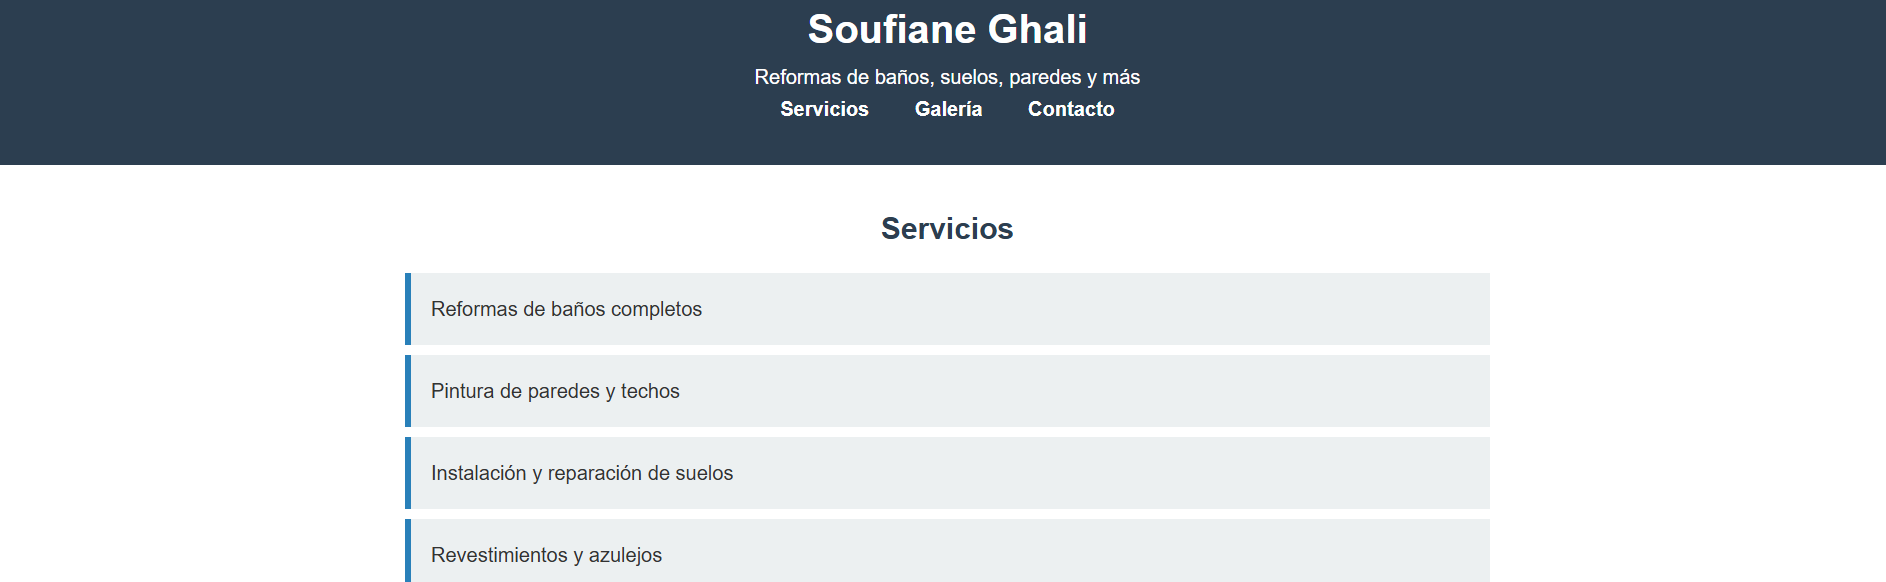 Soufiane Ghali
Reformas de baños, suelos, paredes y más
Servicios Galería Contacto
Servicios
Reformas de baños completos
Pintura de paredes y techos
Instalación y reparación de suelos
Revestimientos y azulejos